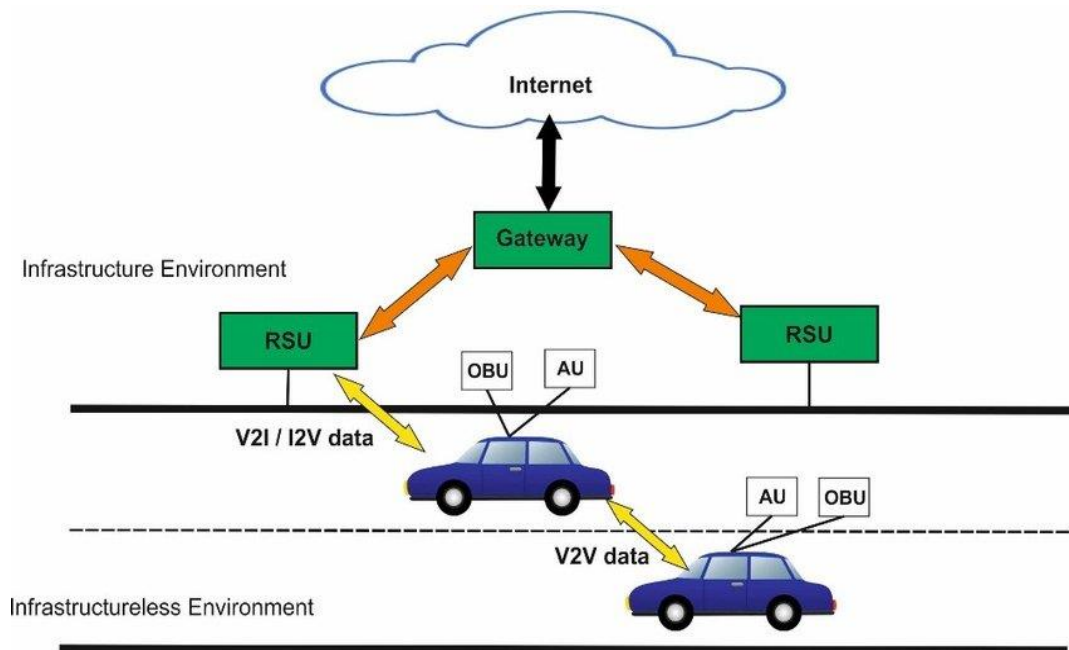 Internet
Gateway
Infrastructure Environment
RSU
RSU
OBU
AU
V2I / I2V data
AU
OBU
V2V data
Infrastructureless Environment